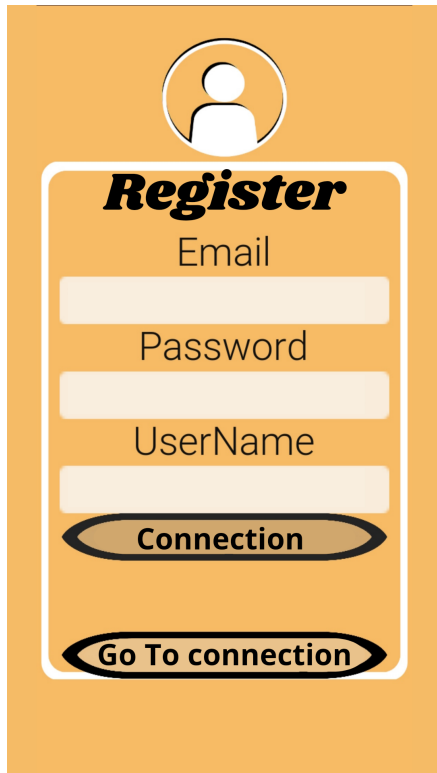 Register
Email
Password
UserName
Connection
Go To connection